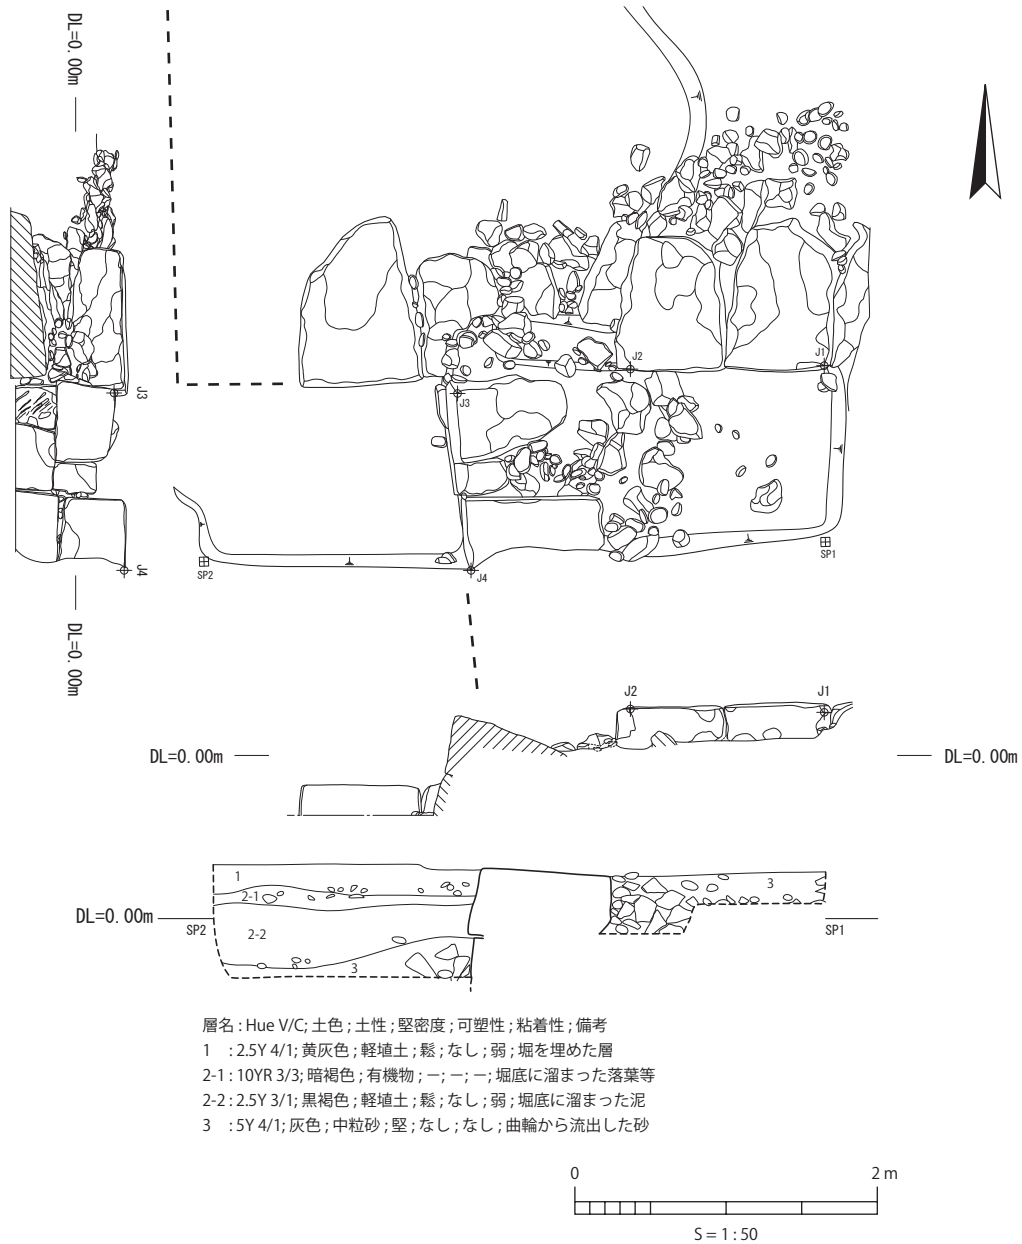 DL=0.00m
J3
J4
DL=0.00m
J2
J1
J3
SP1
SP2
J4
J2
J1
DL=0.00m
DL=0.00m
1
2-1
3
DL=0.00m
SP2
SP1
2-2
3
層名 : Hue V/C; 土色 ; 土性 ; 堅密度 ; 可塑性 ; 粘着性 ; 備考
1 : 2.5Y 4/1; 黄灰色 ; 軽埴土 ; 鬆 ; なし ; 弱 ; 堀を埋めた層
2-1 : 10YR 3/3; 暗褐色 ; 有機物 ; ー; ー; ー; 堀底に溜まった落葉等
2-2 : 2.5Y 3/1; 黒褐色 ; 軽埴土 ; 鬆 ; なし ; 弱 ; 堀底に溜まった泥
3 : 5Y 4/1; 灰色 ; 中粒砂 ; 堅 ; なし ; なし ; 曲輪から流出した砂
0 2 m
S = 1 : 50